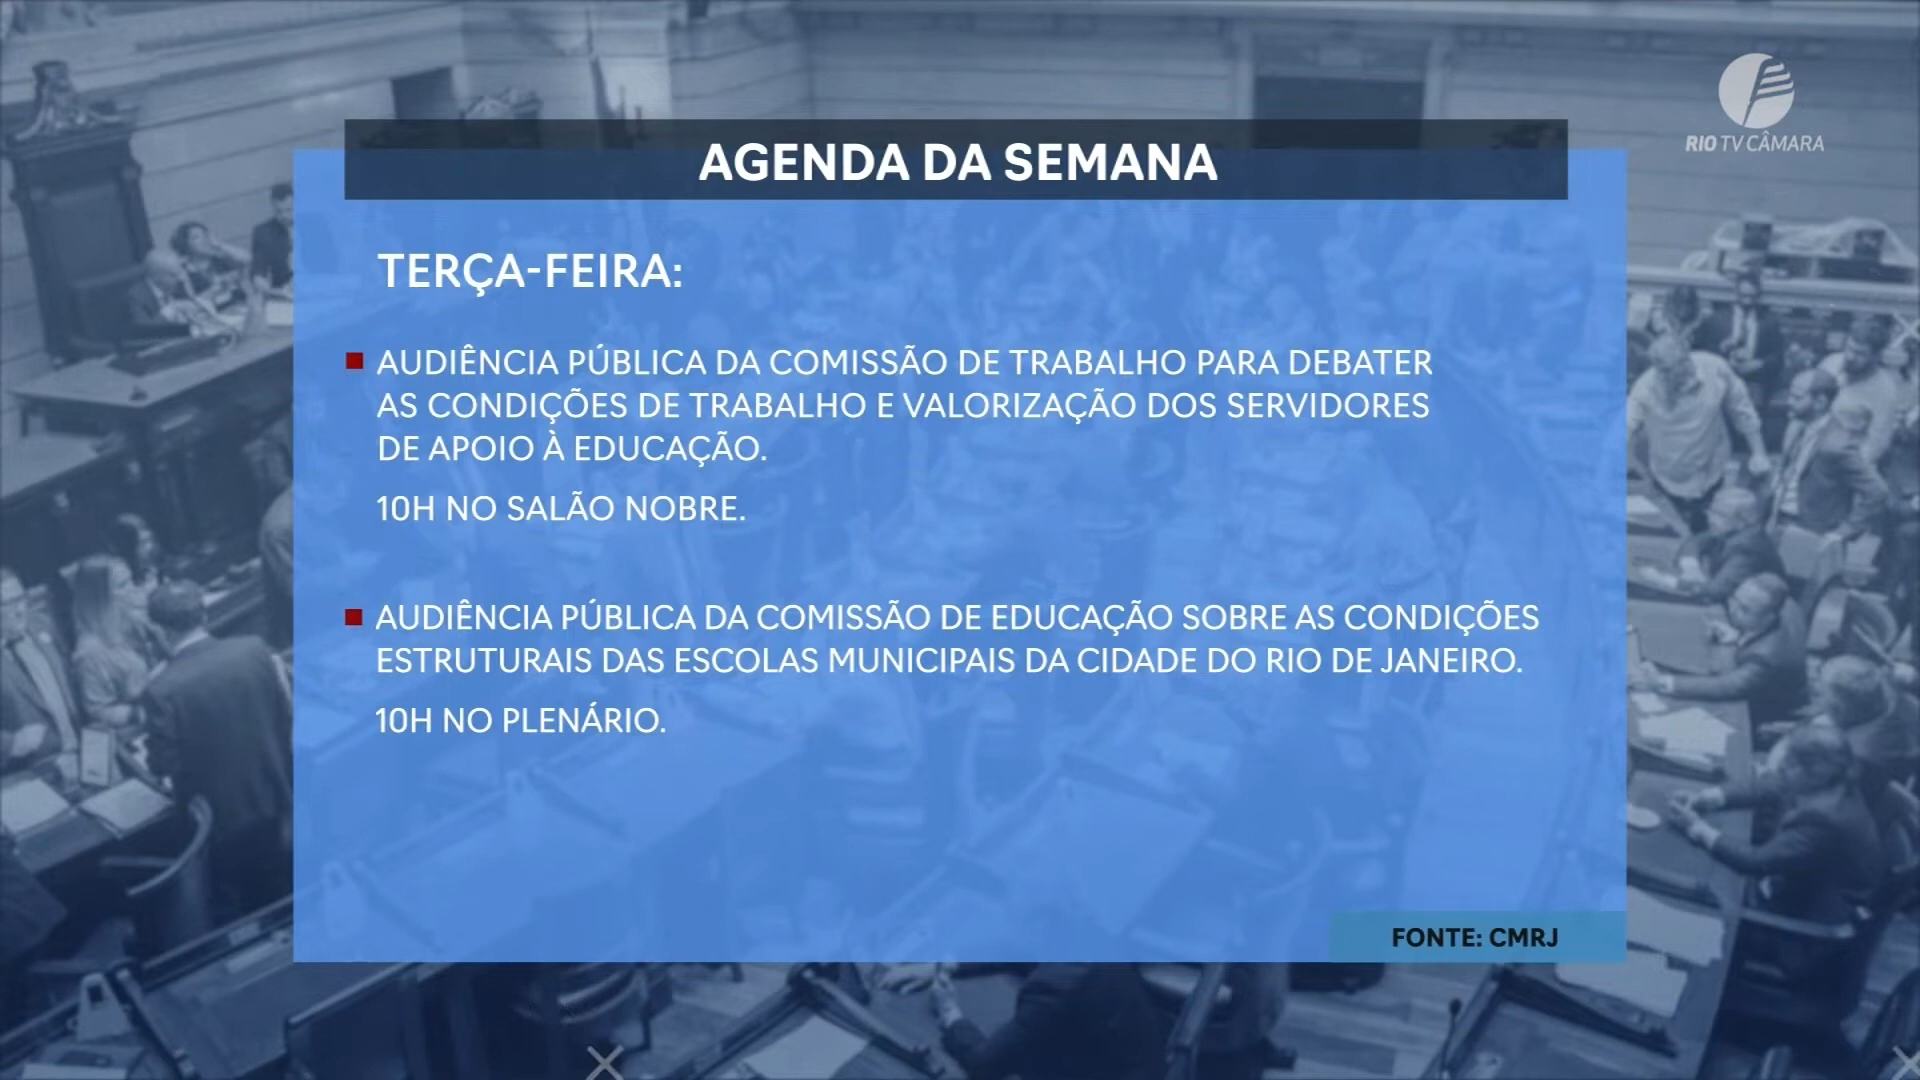 RIO TV CÂMARA
AGENDA DA SEMANA
TERÇA-FEIRA:
AUDIÊNCIA PÚBLICA DA COMISSÃO DE TRABALHO PARA DEBATER
AS CONDIÇÕES DE TRABALHO E VALORIZAÇÃO DOS SERVIDORES
DE APOIO À EDUCAÇÃO.
10H NO SALÃO NOBRE.
AUDIÊNCIA PÚBLICA DA COMISSÃO DE EDUCAÇÃO SOBRE AS CONDIÇÕES
ESTRUTURAIS DAS ESCOLAS MUNICIPAIS DA CIDADE DO RIO DE JANEIRO.
10H NO PLENÁRIO.
FONTE: CMRJ